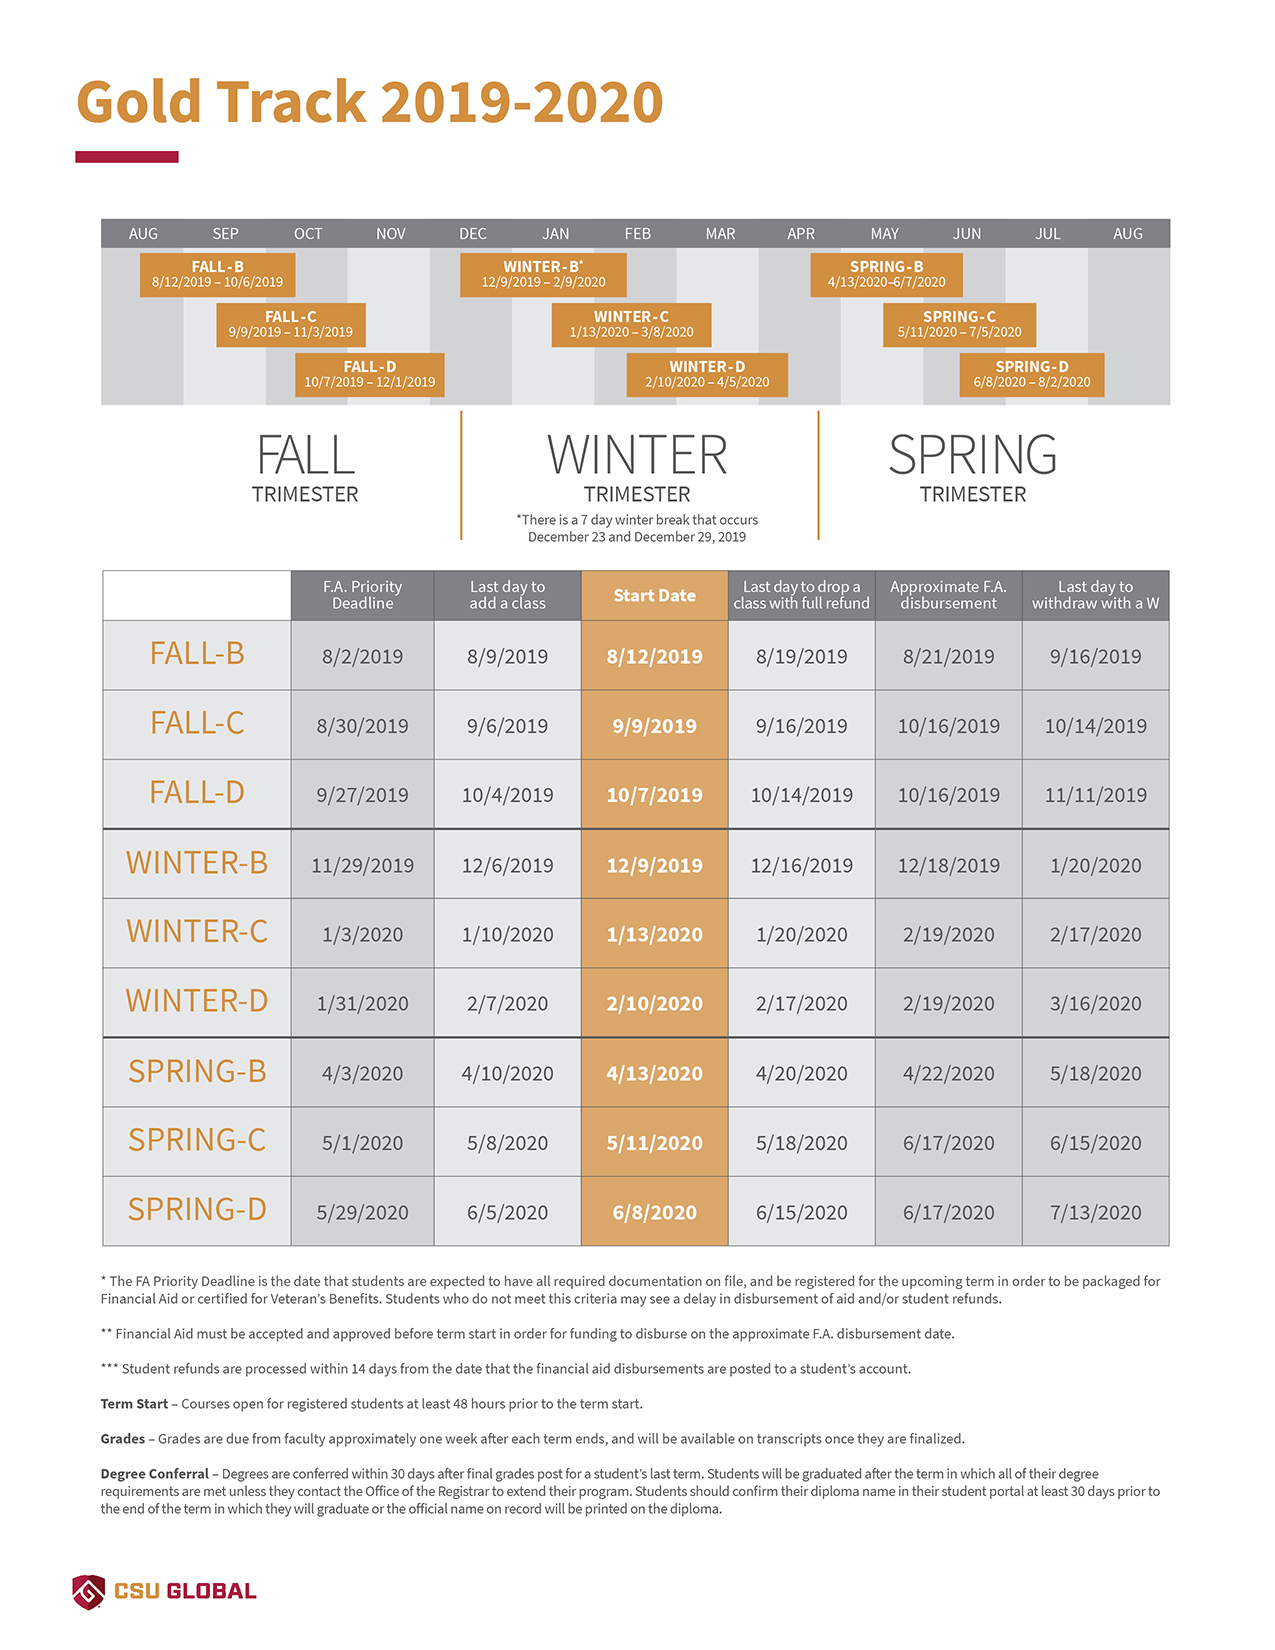 Gold Track 2019-2020
AUG SEP OCT NOV DEC JAN FEB MAR APR MAY JUN JUL AUG
FALL-B WINTER-B* SPRING-B
8/12/2019 – 10/6/2019 12/9/2019 – 2/9/2020 4/13/2020–6/7/2020
FALL-C WINTER-C SPRING-C
9/9/2019 – 11/3/2019 1/13/2020 – 3/8/2020 5/11/2020 – 7/5/2020
FALL-D WINTER-D SPRING-D
10/7/2019 – 12/1/2019 2/10/2020 – 4/5/2020 6/8/2020 – 8/2/2020
FALL WINTER SPRING
TRIMESTER TRIMESTER TRIMESTER
*There is a 7 day winter break that occurs
December 23 and December 29, 2019
F.A. Priority Last day to Start Date Last day to drop a Approximate F.A. Last day to
Deadline add a class class with full refund disbursement withdraw with a W
FALL-B 8/2/2019 8/9/2019 8/12/2019 8/19/2019 8/21/2019 9/16/2019
FALL-C 8/30/2019 9/6/2019 9/9/2019 9/16/2019 10/16/2019 10/14/2019
FALL-D 9/27/2019 10/4/2019 10/7/2019 10/14/2019 10/16/2019 11/11/2019
WINTER-B 11/29/2019 12/6/2019 12/9/2019 12/16/2019 12/18/2019 1/20/2020
WINTER-C 1/3/2020 1/10/2020 1/13/2020 1/20/2020 2/19/2020 2/17/2020
WINTER-D 1/31/2020 2/7/2020 2/10/2020 2/17/2020 2/19/2020 3/16/2020
SPRING-B 4/3/2020 4/10/2020 4/13/2020 4/20/2020 4/22/2020 5/18/2020
SPRING-C 5/1/2020 5/8/2020 5/11/2020 5/18/2020 6/17/2020 6/15/2020
SPRING-D 5/29/2020 6/5/2020 6/8/2020 6/15/2020 6/17/2020 7/13/2020
* The FA Priority Deadline is the date that students are expected to have all required documentation on file, and be registered for the upcoming term in order to be packaged for
Financial Aid or certified for Veteran's Benefits. Students who do not meet this criteria may see a delay in disbursement of aid and/or student refunds.
** Financial Aid must be accepted and approved before term start in order for funding to disburse on the approximate F.A. disbursement date.
*** Student refunds are processed within 14 days from the date that the financial aid disbursements are posted to a student's account.
Term Start – Courses open for registered students at least 48 hours prior to the term start.
Grades – Grades are due from faculty approximately one week after each term ends, and will be available on transcripts once they are finalized.
Degree Conferral – Degrees are conferred within 30 days after final grades post for a student's last term. Students will be graduated after the term in which all of their degree
requirements are met unless they contact the Office of the Registrar to extend their program. Students should confirm their diploma name in their student portal at least 30 days prior to
the end of the term in which they will graduate or the official name on record will be printed on the diploma.
CSU GLOBAL